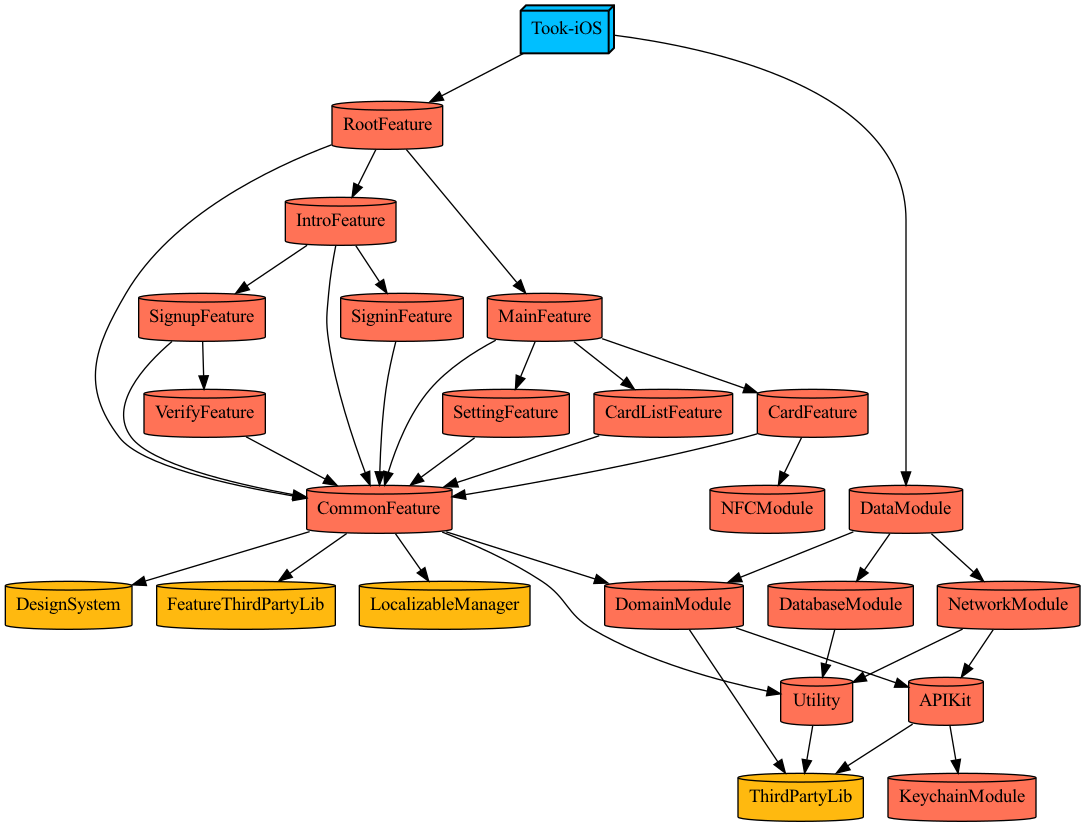 Took-iOS
RootFeature
IntroFeature
SignupFeature
SigninFeature
MainFeature
VerifyFeature
SettingFeature
CardListFeature
CardFeature
CommonFeature
NFCModule
DataModule
DesignSystem
FeatureThirdPartyLib
LocalizableManager
DomainModule
DatabaseModule
NetworkModule
Utility
APIKit
ThirdPartyLib
KeychainModule